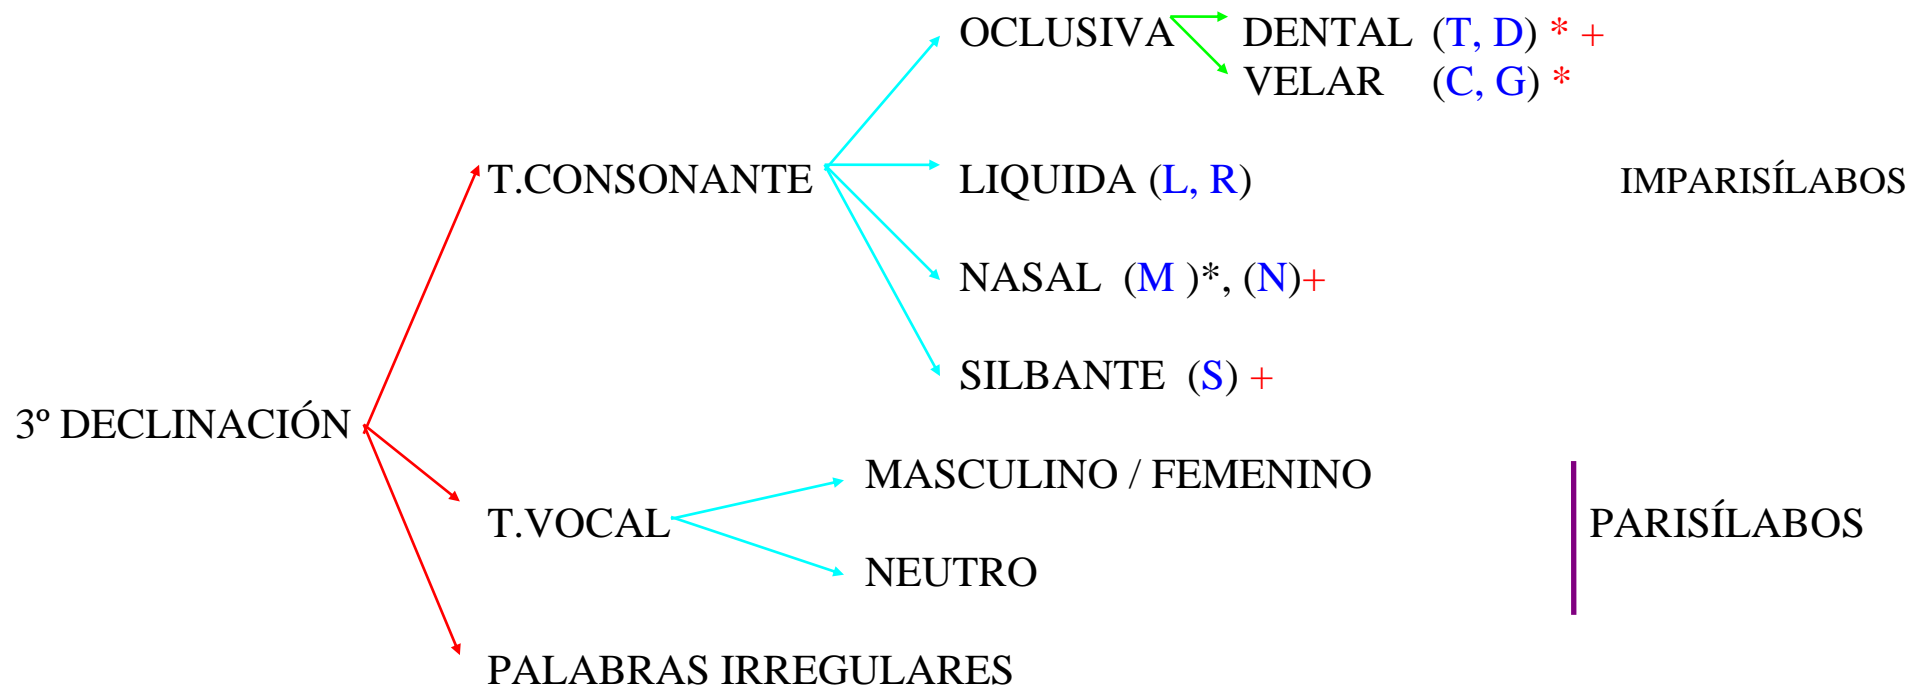 OCLUSIVA DENTAL (T, D) * +
VELAR (C, G) *
T.CONSONANTE LIQUIDA (L, R) IMPARISÍLABOS
NASAL (M )*, (N)+
SILBANTE (S) +
3º DECLINACIÓN
MASCULINO / FEMENINO
T.VOCAL PARISÍLABOS
NEUTRO
PALABRAS IRREGULARES